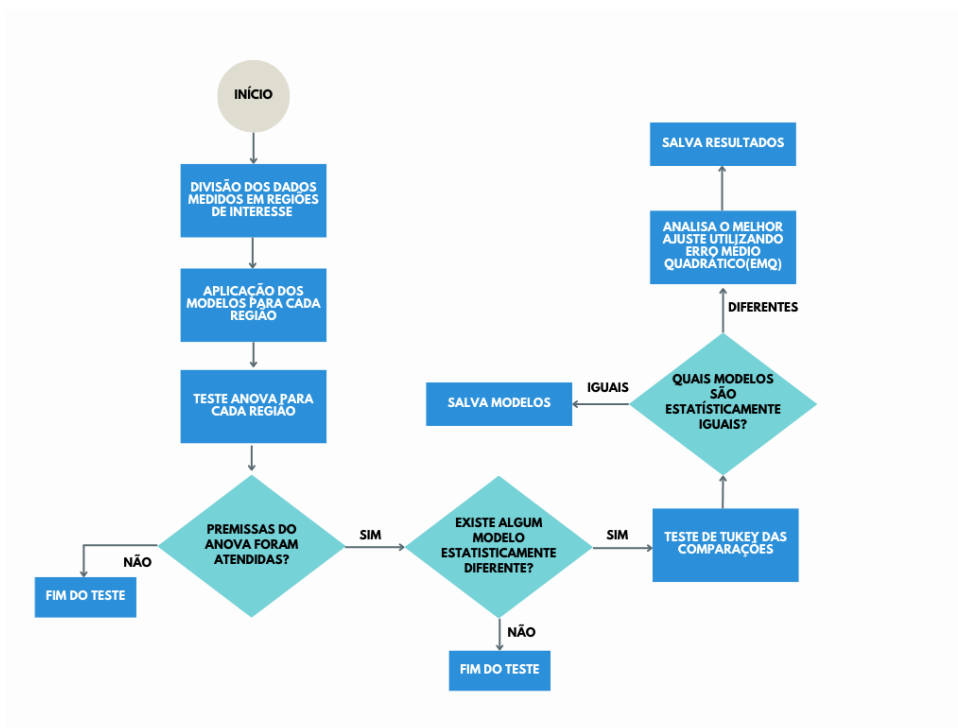 INÍCIO
DIVISÃO DOS DADOS
MEDIDOS EM REGIÕES
DE INTERESSE
APLICAÇÃO DOS
MODELOS PARA CADA
REGIÃO
TESTE ANOVA PARA
CADA REGIÃO
PREMISSAS DO
ANOVA FORAM
ATENDIDAS?
NÃO
FIM DO TESTE
SIM
EXISTE ALGUM
MODELO
ESTATISTICAMENTE
DIFERENTE?
NÃO
FIM DO TESTE
SIM
TESTE DE TUKEY DAS
COMPARAÇÕES
QUAIS MODELOS
SÃO
ESTATÍSTICAMENTE
IGUAIS?
IGUAIS
SALVA MODELOS
DIFERENTES
ANALISA O MELHOR
AJUSTE UTILIZANDO
ERRO MÉDIO
QUADRÁTICO(EMQ)
SALVA RESULTADOS